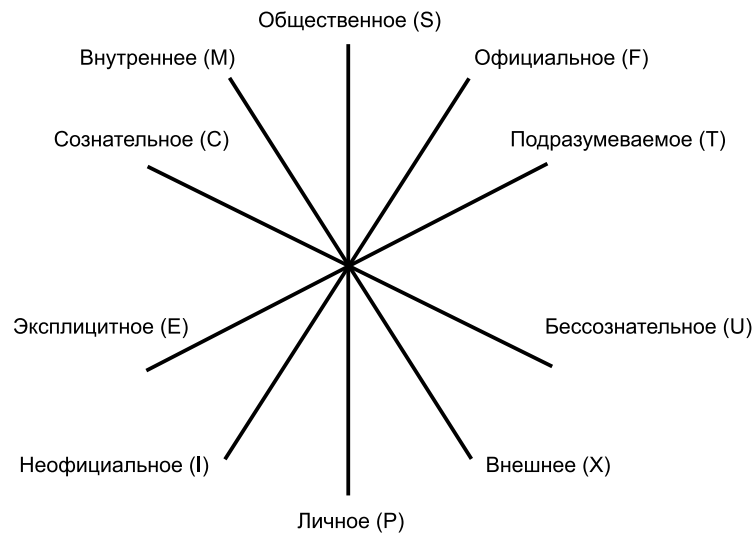 Общественное (S)
Внутреннее (M)
Официальное (F)
Сознательное (C)
Подразумеваемое (T)
Эксплицитное (E)
Бессознательное (U)
Неофициальное (I)
Внешнее (X)
Личное (P)